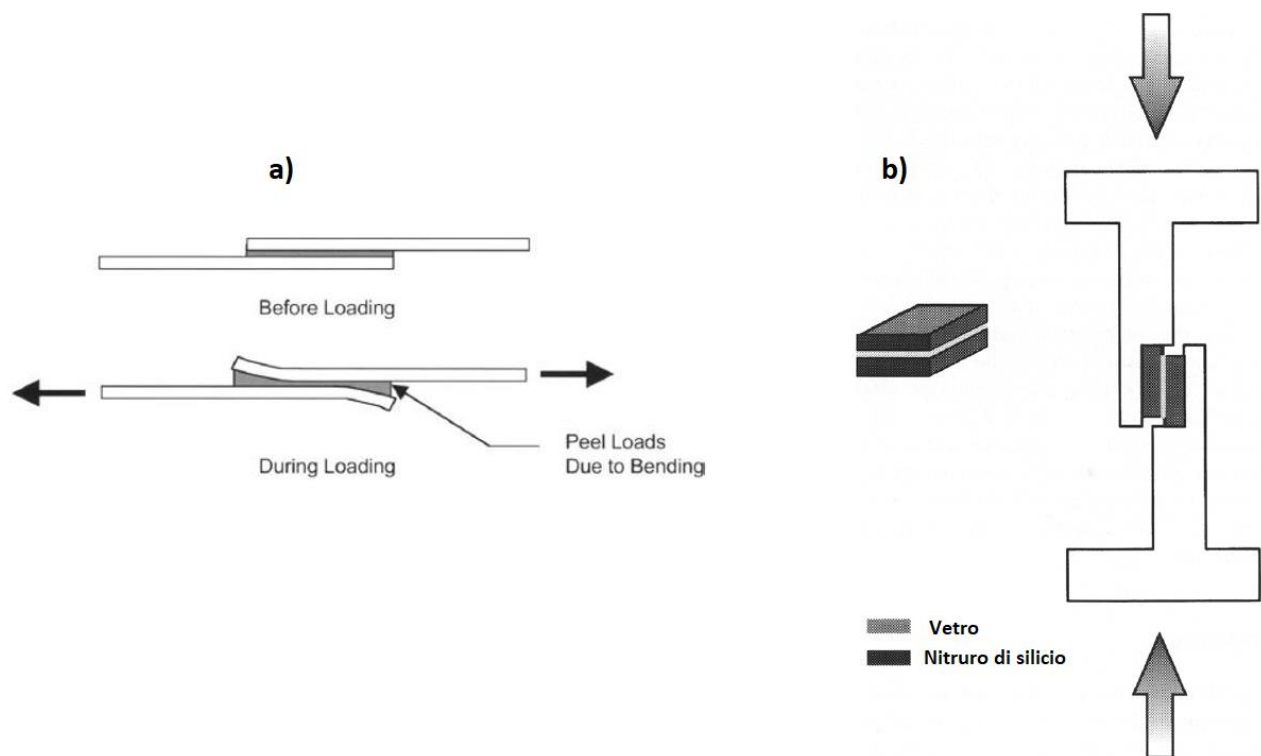 a)
Before Loading
Peel Loads
Due to Bending
During Loading
b)
Vetro
Nitruro di silicio